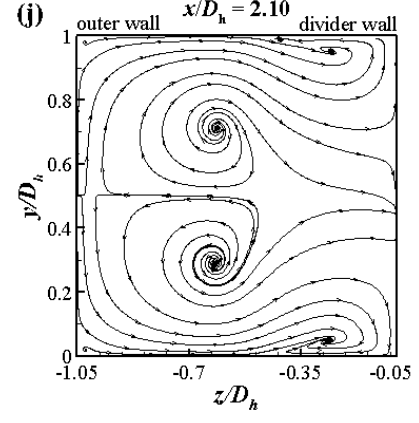 (j)
x/Dh = 2.10
outer wall
divider wall
1
0.8
0.6
0.4
0.2
0
y/Dh
-1.05
-0.7
-0.35
-0.05
z/Dh